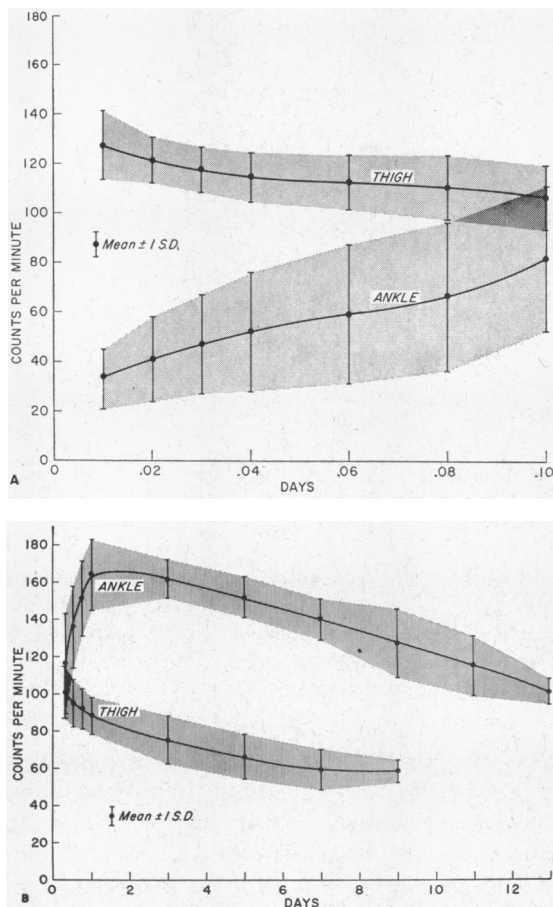 180
160
140
120
100
80
60
40
20
0
COUNTS PER MINUTE
THIGH
Mean ± 1 S.D.
ANKLE
0 .02 .04 .06 .08 .10
A
DAYS
180
160
140
120
100
80
60
40
20
0
COUNTS PER MINUTE
ANKLE
THIGH
Mean ± 1 S.D.
0 2 4 6 8 10 12
B
DAYS